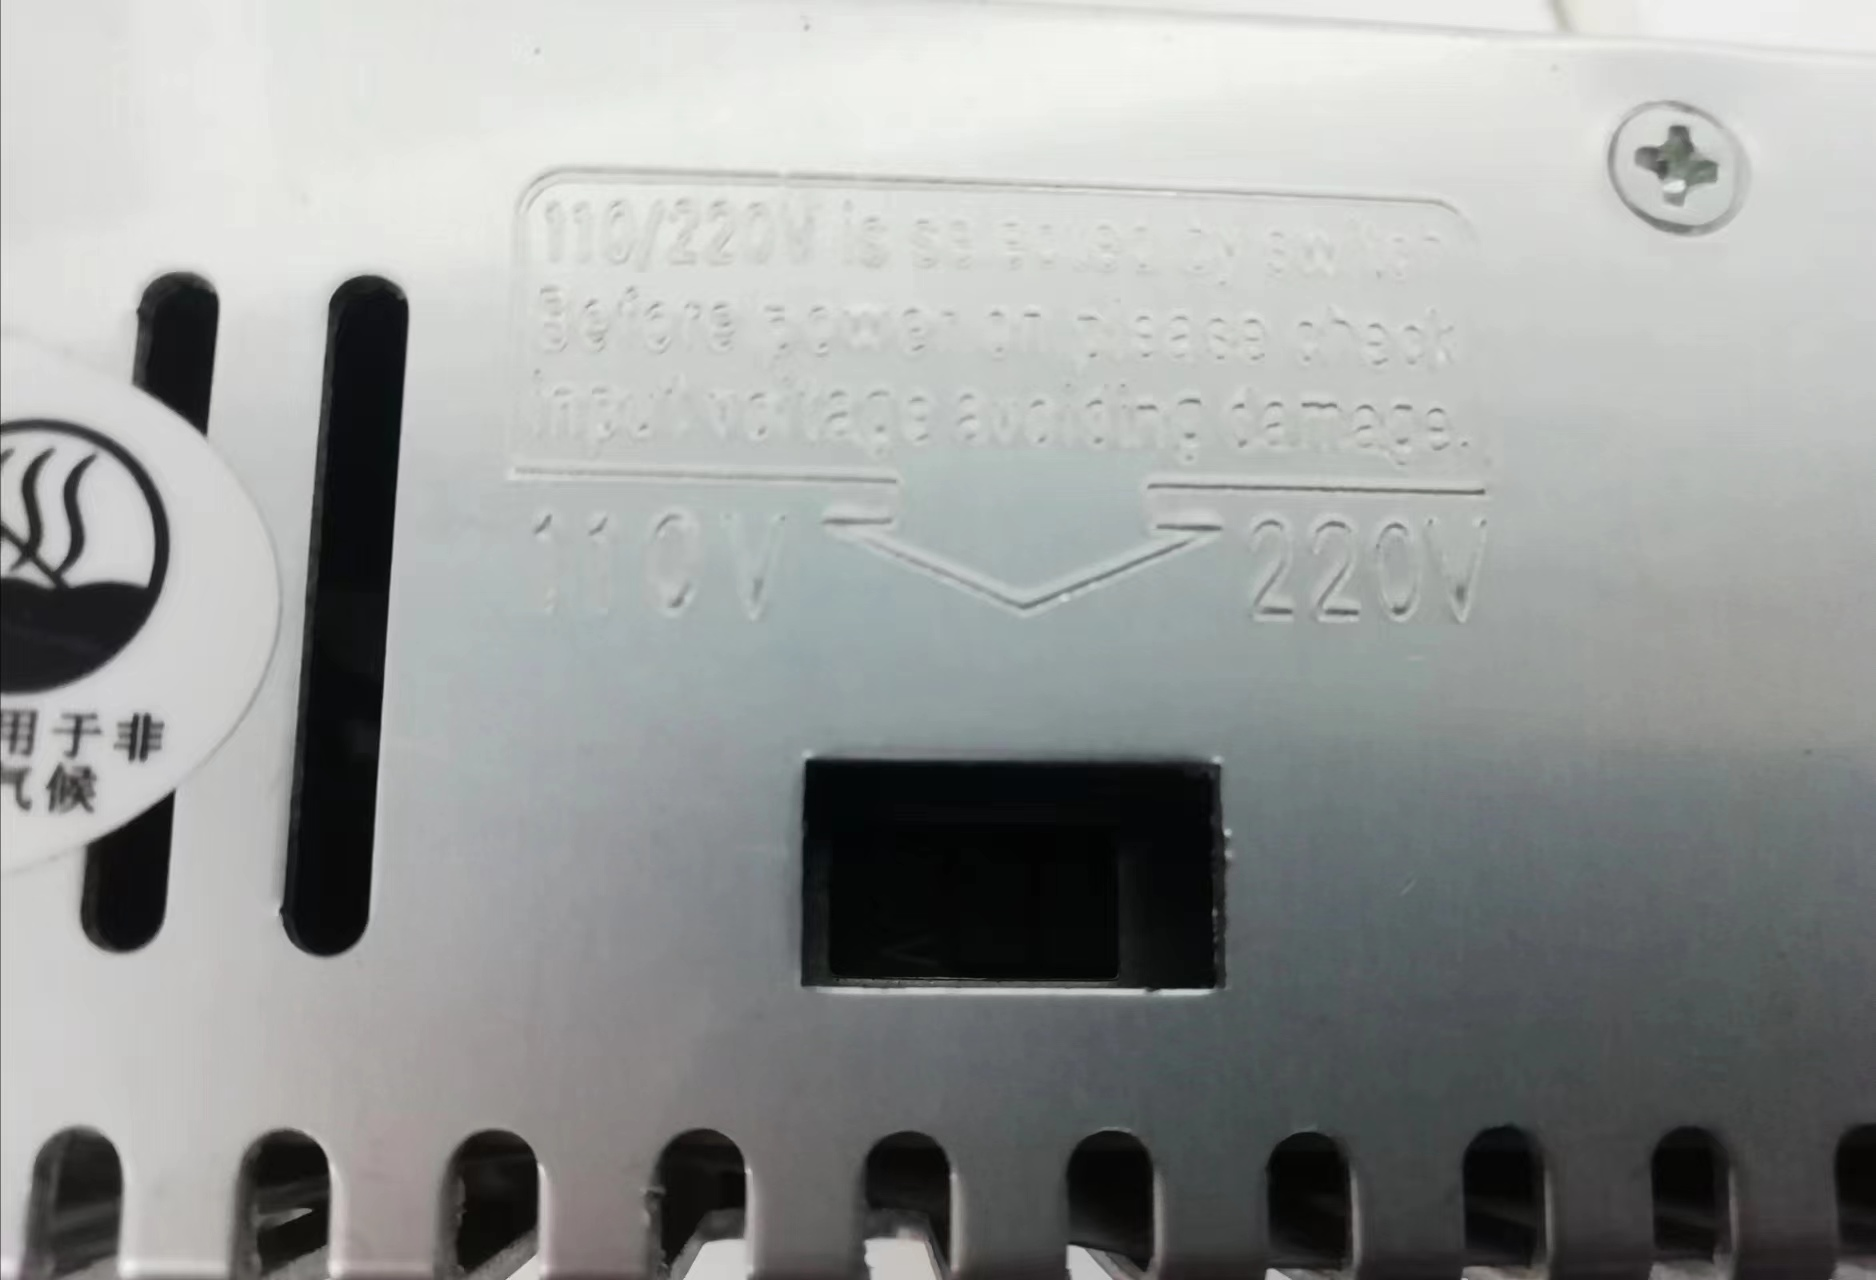 110/220V is selected by switch
Before power on please check
input voltage avoiding damage.
110V 220V
用于非
气候